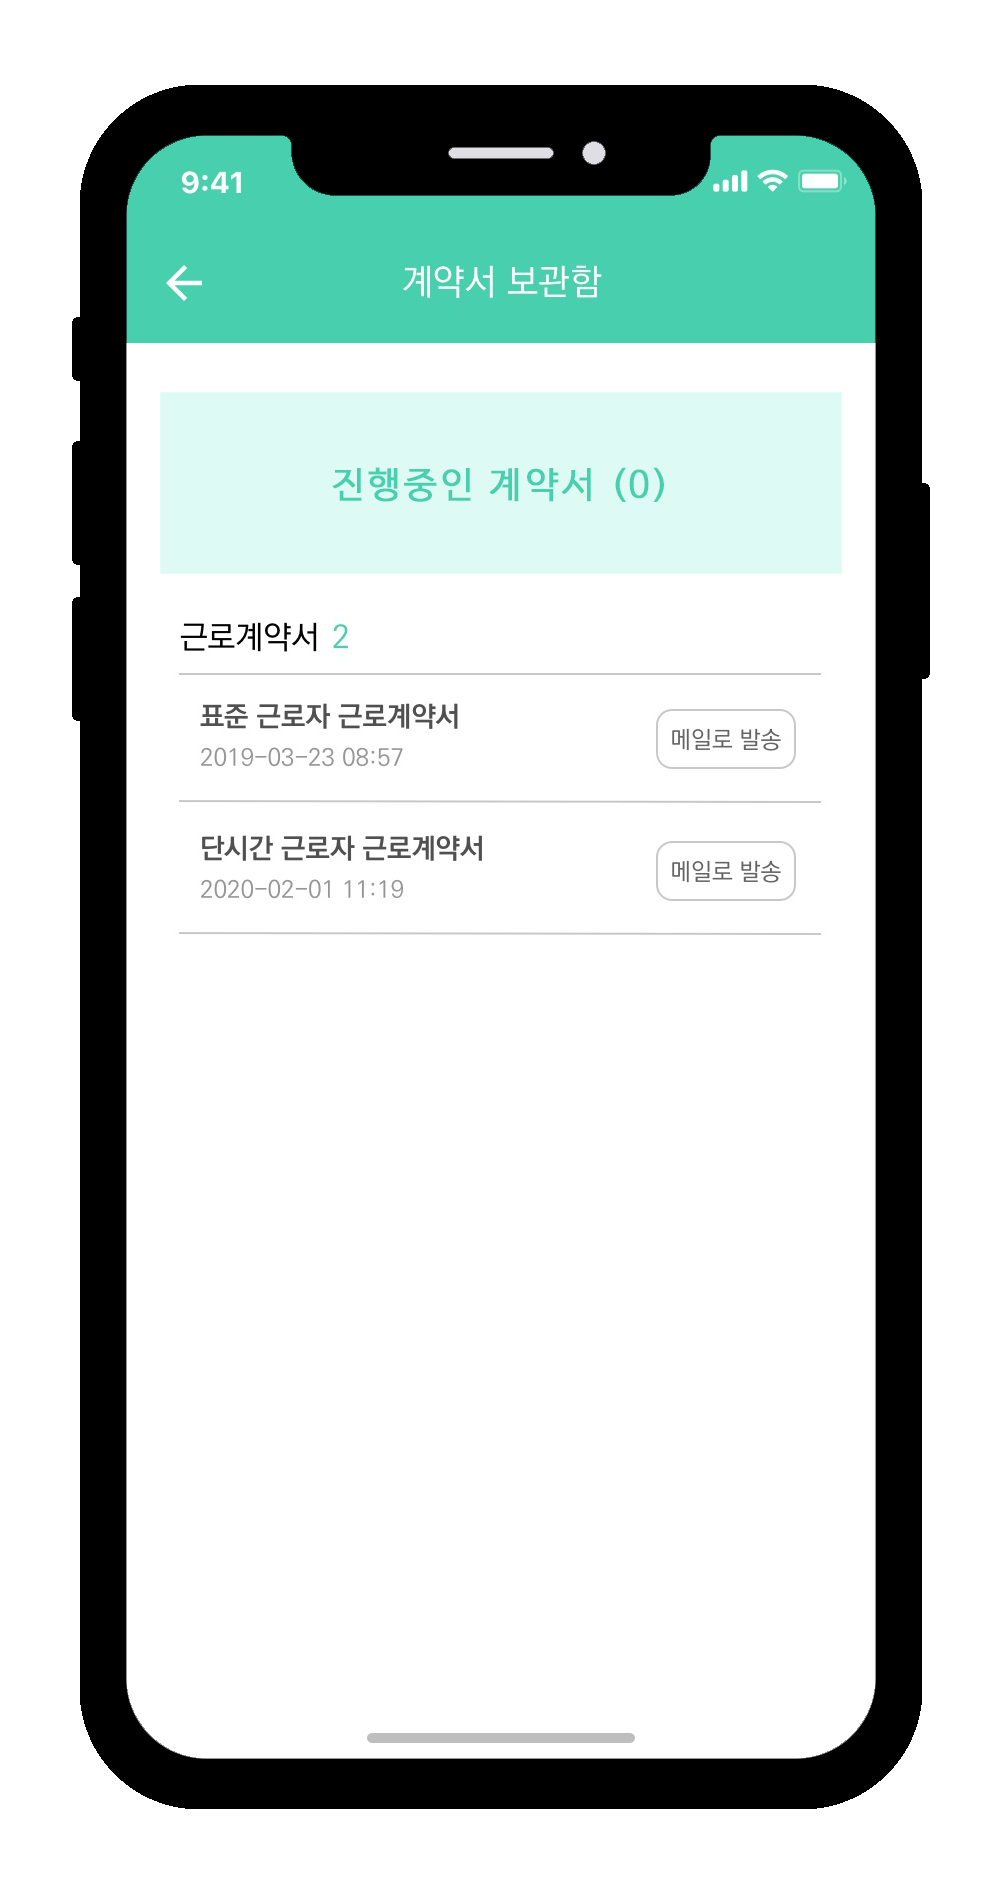 9:41
계약서 보관함
진행중인 계약서 (0)
근로계약서 2
표준 근로자 근로계약서
2019-03-23 08:57
메일로 발송
단시간 근로자 근로계약서
2020-02-01 11:19
메일로 발송